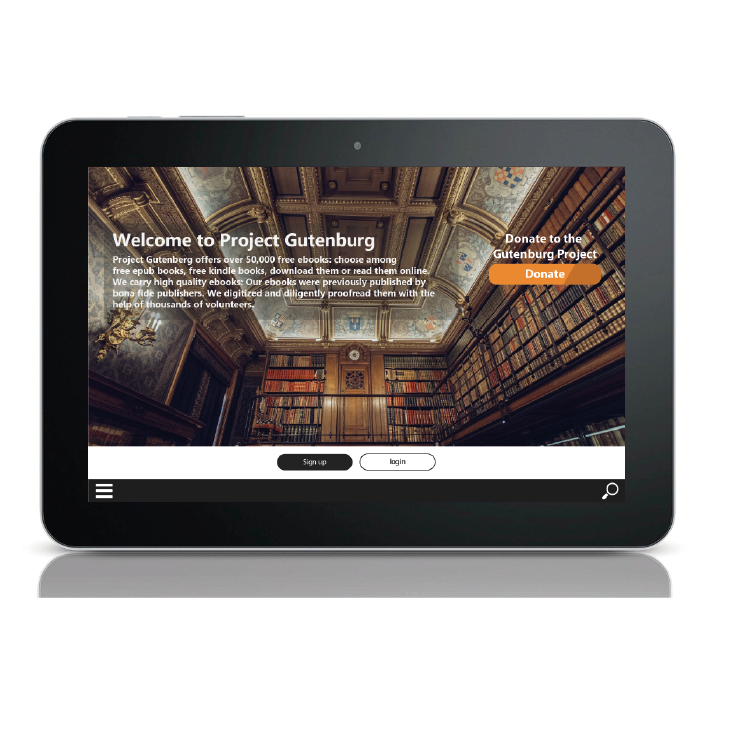 Welcome to Project Gutenburg
Project Gutenberg offers over 50,000 free ebooks: choose among
free epub books, free kindle books, download them or read them online.
We carry high quality ebooks: Our ebooks were previously published by
bona fide publishers. We digitized and diligently proofread them with the
help of thousands of volunteers.
Donate to the
Gutenburg Project
Donate
Sign up
login